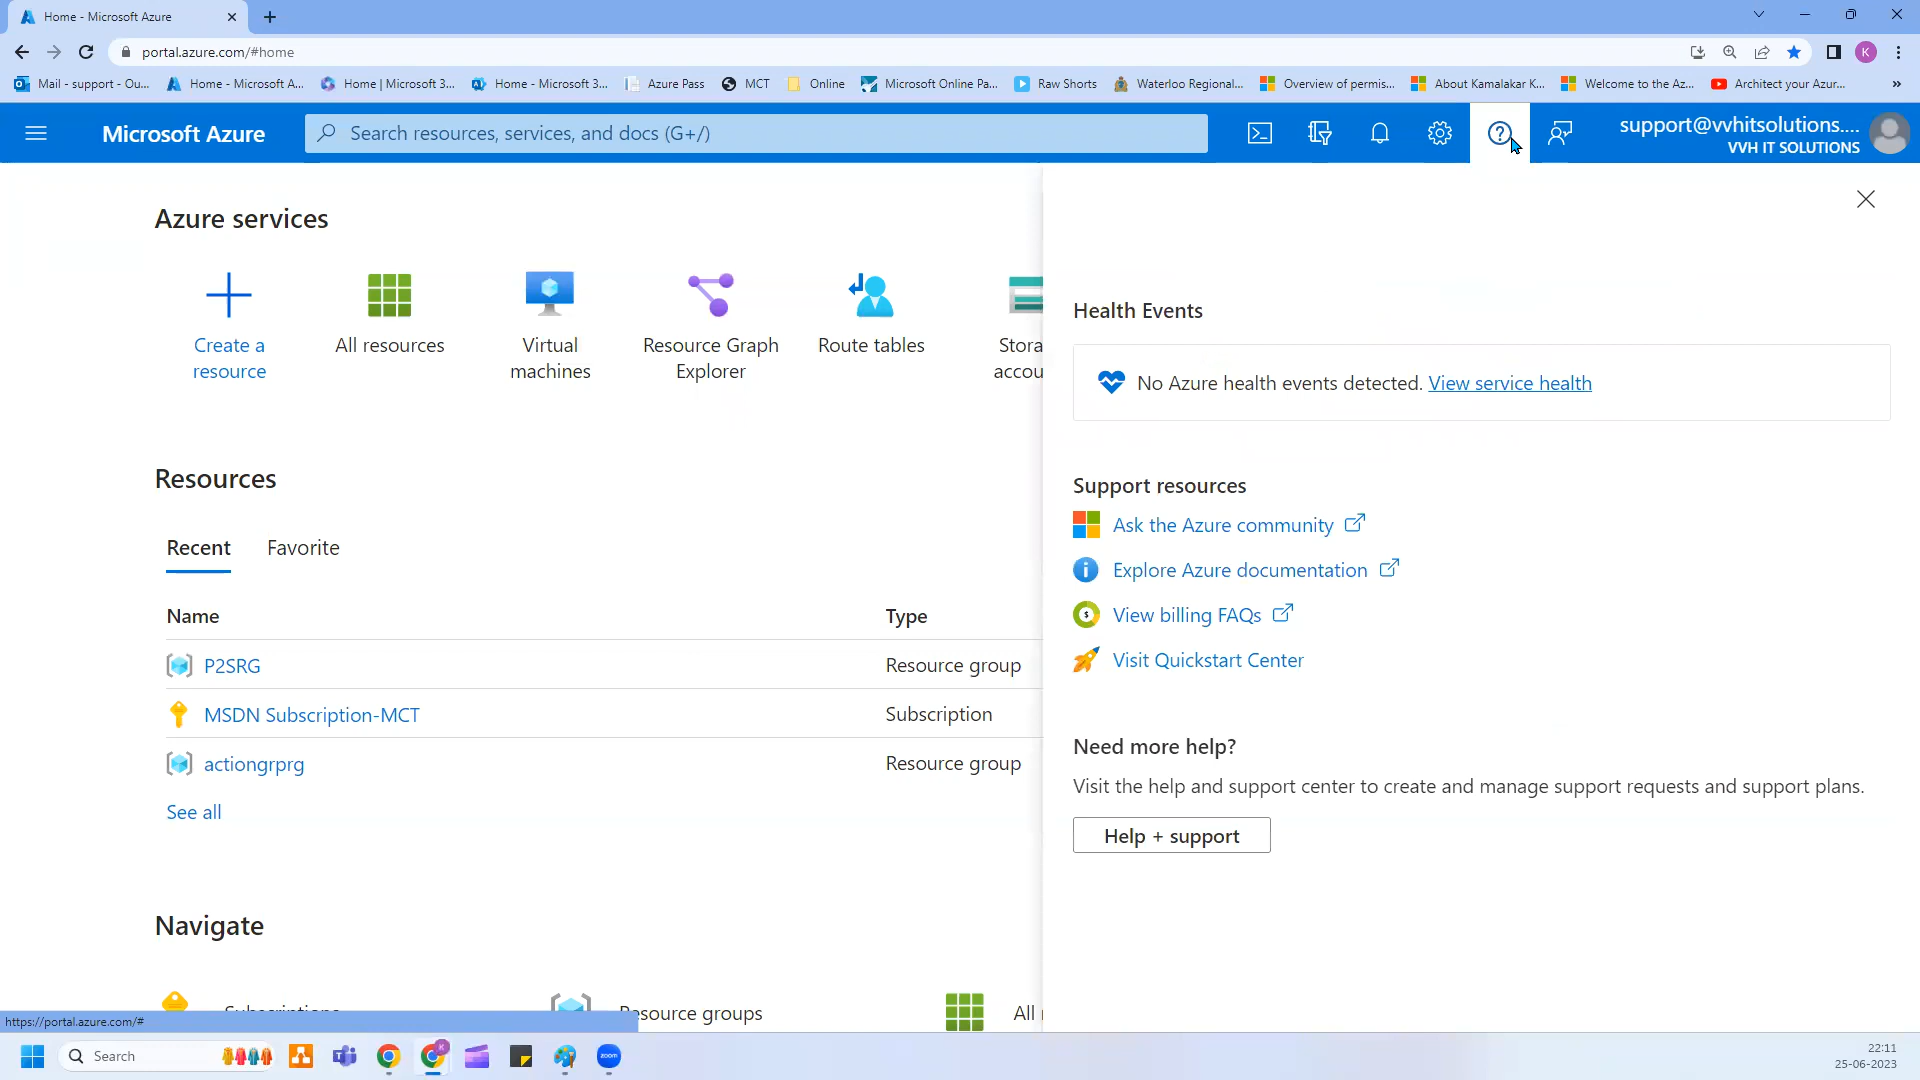 Home - Microsoft Azure
portal.azure.com/#home
K
Mail - support - Ou...
Home - Microsoft A...
Home | Microsoft 3...
Home - Microsoft 3...
Azure Pass
MCT
Online
Microsoft Online Pa...
Raw Shorts
Waterloo Regional...
Overview of permis...
About Kamalakar K...
Welcome to the Az...
Architect your Azur...
Microsoft Azure
Search resources, services, and docs (G+/)
support@vvhitsolutions....
VVH IT SOLUTIONS
Azure services
Create a
resource
All resources
Virtual
machines
Resource Graph
Explorer
Route tables
Stora
accou
Resources
Recent
Favorite
Name
Type
P2SRG
Resource group
MSDN Subscription-MCT
Subscription
actiongrprg
Resource group
See all
Navigate
Subscriptions
Resource groups
All r
https://portal.azure.com/#
Health Events
No Azure health events detected. View service health
Support resources
Ask the Azure community
Explore Azure documentation
View billing FAQs
Visit Quickstart Center
Need more help?
Visit the help and support center to create and manage support requests and support plans.
Help + support
Search
K
zoom
22:11
25-06-2023